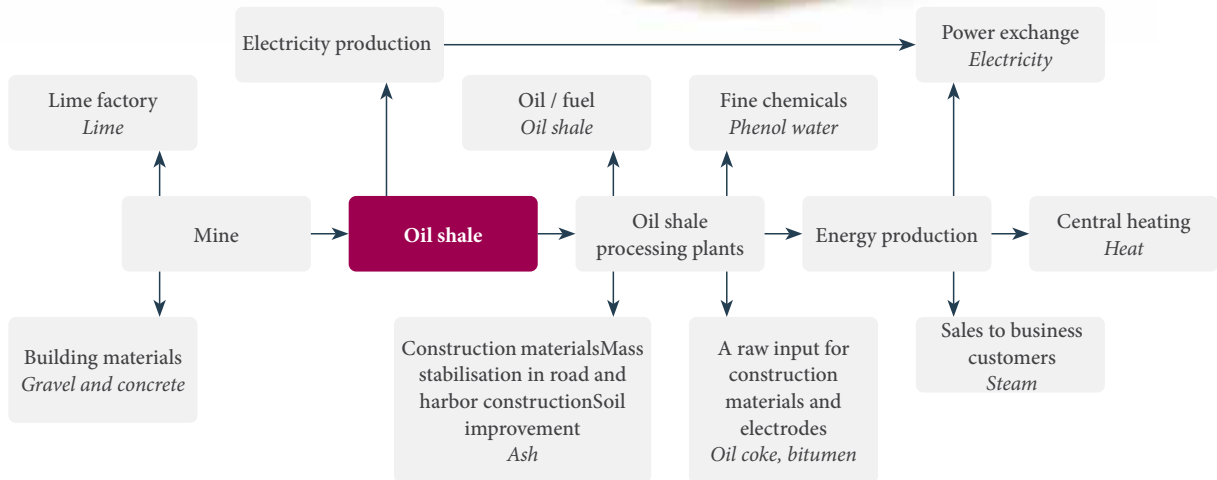 Electricity production
Power exchange
Electricity
Lime factory
Lime
Oil / fuel
Oil shale
Fine chemicals
Phenol water
Mine
Oil shale
Oil shale
processing plants
Energy production
Central heating
Heat
Building materials
Gravel and concrete
Construction materialsMass
stabilisation in road and
harbor constructionSoil
improvement
Ash
A raw input for
construction
materials and
electrodes
Oil coke, bitumen
Sales to business
customers
Steam